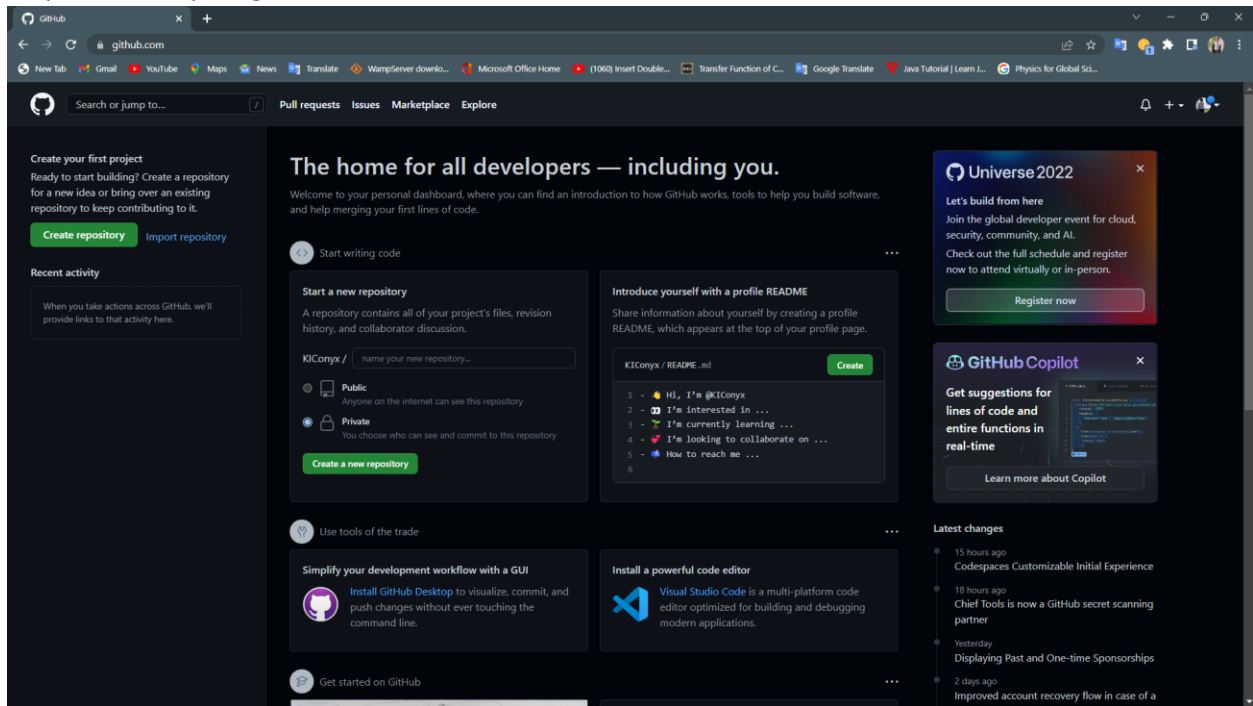 GitHub
github.com
New Tab
Gmail
YouTube
Maps
News
Translate
WampServer downlo...
Microsoft Office Home
(1060) Insert Double...
Transfer Function of C...
Google Translate
Java Tutorial | Learn J...
Physics for Global Sci...
Search or jump to...
/
Pull requests Issues Marketplace Explore
Create your first project
Ready to start building? Create a repository
for a new idea or bring over an existing
repository to keep contributing to it.
Create repository
Import repository
Recent activity
When you take actions across GitHub, we'll
provide links to that activity here.
The home for all developers — including you.
Welcome to your personal dashboard, where you can find an introduction to how GitHub works, tools to help you build software,
and help merging your first lines of code.
Start writing code
Start a new repository
A repository contains all of your project's files, revision
history, and collaborator discussion.
KIConyx / name your new repository...
Public
Anyone on the internet can see this repository
Private
You choose who can see and commit to this repository
Create a new repository
Introduce yourself with a profile README
Share information about yourself by creating a profile
README, which appears at the top of your profile page.
KIConyx / README.md
Create
1 - 👋 Hi, I'm @KIConyx
2 - 👀 I'm interested in ...
3 - 🌱 I'm currently learning ...
4 - 💞️ I'm looking to collaborate on ...
5 - 📫 How to reach me ...
6
Use tools of the trade
Simplify your development workflow with a GUI
Install GitHub Desktop to visualize, commit, and
push changes without ever touching the
command line.
Install a powerful code editor
Visual Studio Code is a multi-platform code
editor optimized for building and debugging
modern applications.
Get started on GitHub
Universe 2022
Let's build from here
Join the global developer event for cloud,
security, community, and AI.
Check out the full schedule and register
now to attend virtually or in-person.
Register now
GitHub Copilot
Get suggestions for
lines of code and
entire functions in
real-time
Learn more about Copilot
Latest changes
15 hours ago
Codespaces Customizable Initial Experience
18 hours ago
Chief Tools is now a GitHub secret scanning
partner
Yesterday
Displaying Past and One-time Sponsorships
2 days ago
Improved account recovery flow in case of a